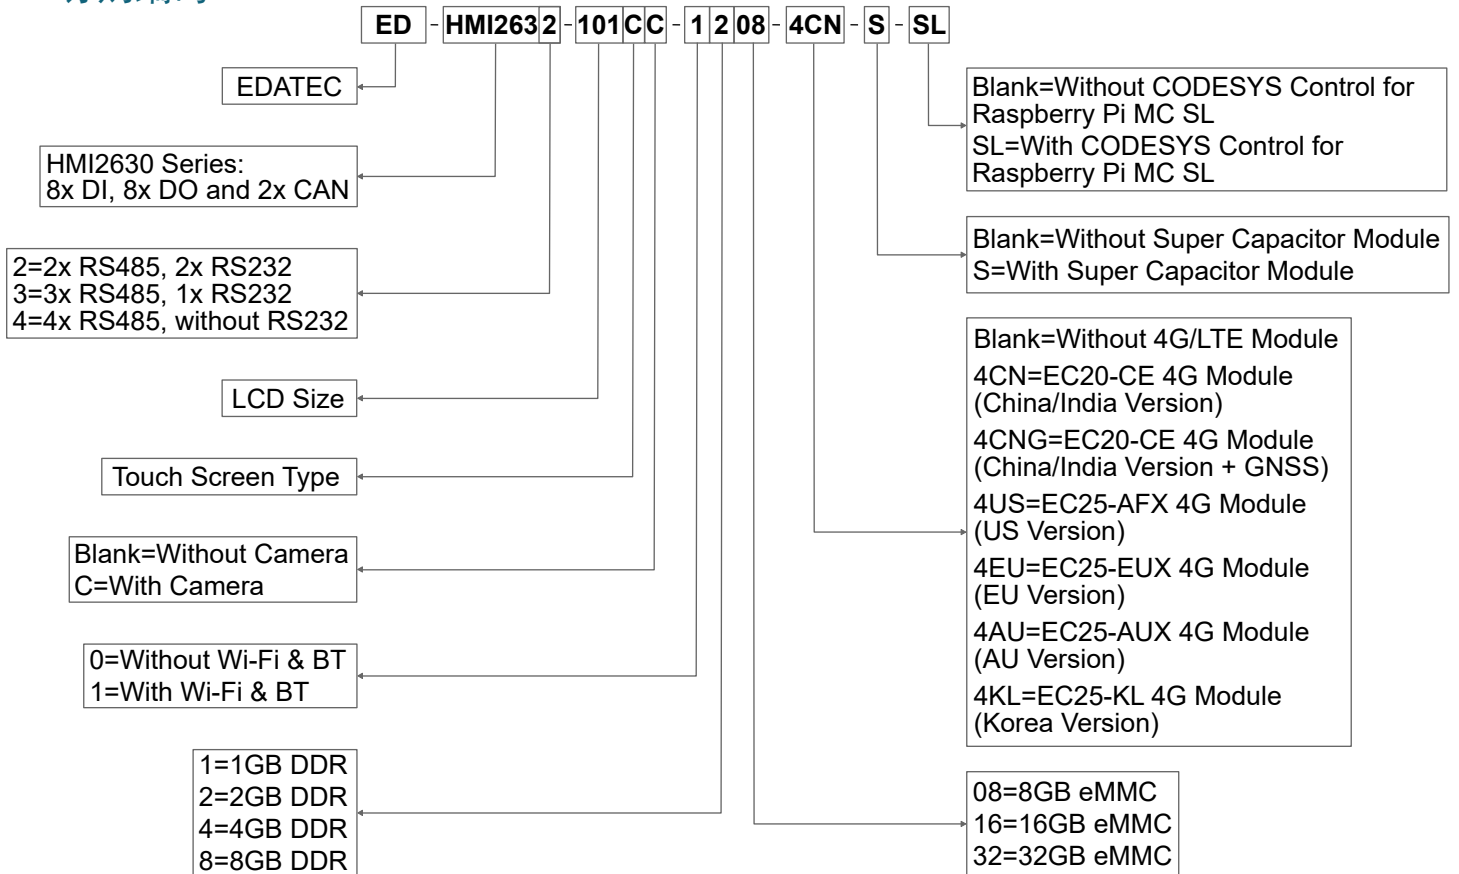 ED - HMI2632 - 101CC - 1208 - 4CN - S - SL
EDATEC
HMI2630 Series:
8x DI, 8x DO and 2x CAN
2=2x RS485, 2x RS232
3=3x RS485, 1x RS232
4=4x RS485, without RS232
LCD Size
Touch Screen Type
Blank=Without Camera
C=With Camera
0=Without Wi-Fi & BT
1=With Wi-Fi & BT
1=1GB DDR
2=2GB DDR
4=4GB DDR
8=8GB DDR
Blank=Without CODESYS Control for
Raspberry Pi MC SL
SL=With CODESYS Control for
Raspberry Pi MC SL
Blank=Without Super Capacitor Module
S=With Super Capacitor Module
Blank=Without 4G/LTE Module
4CN=EC20-CE 4G Module
(China/India Version)
4CNG=EC20-CE 4G Module
(China/India Version + GNSS)
4US=EC25-AFX 4G Module
(US Version)
4EU=EC25-EUX 4G Module
(EU Version)
4AU=EC25-AUX 4G Module
(AU Version)
4KL=EC25-KL 4G Module
(Korea Version)
08=8GB eMMC
16=16GB eMMC
32=32GB eMMC